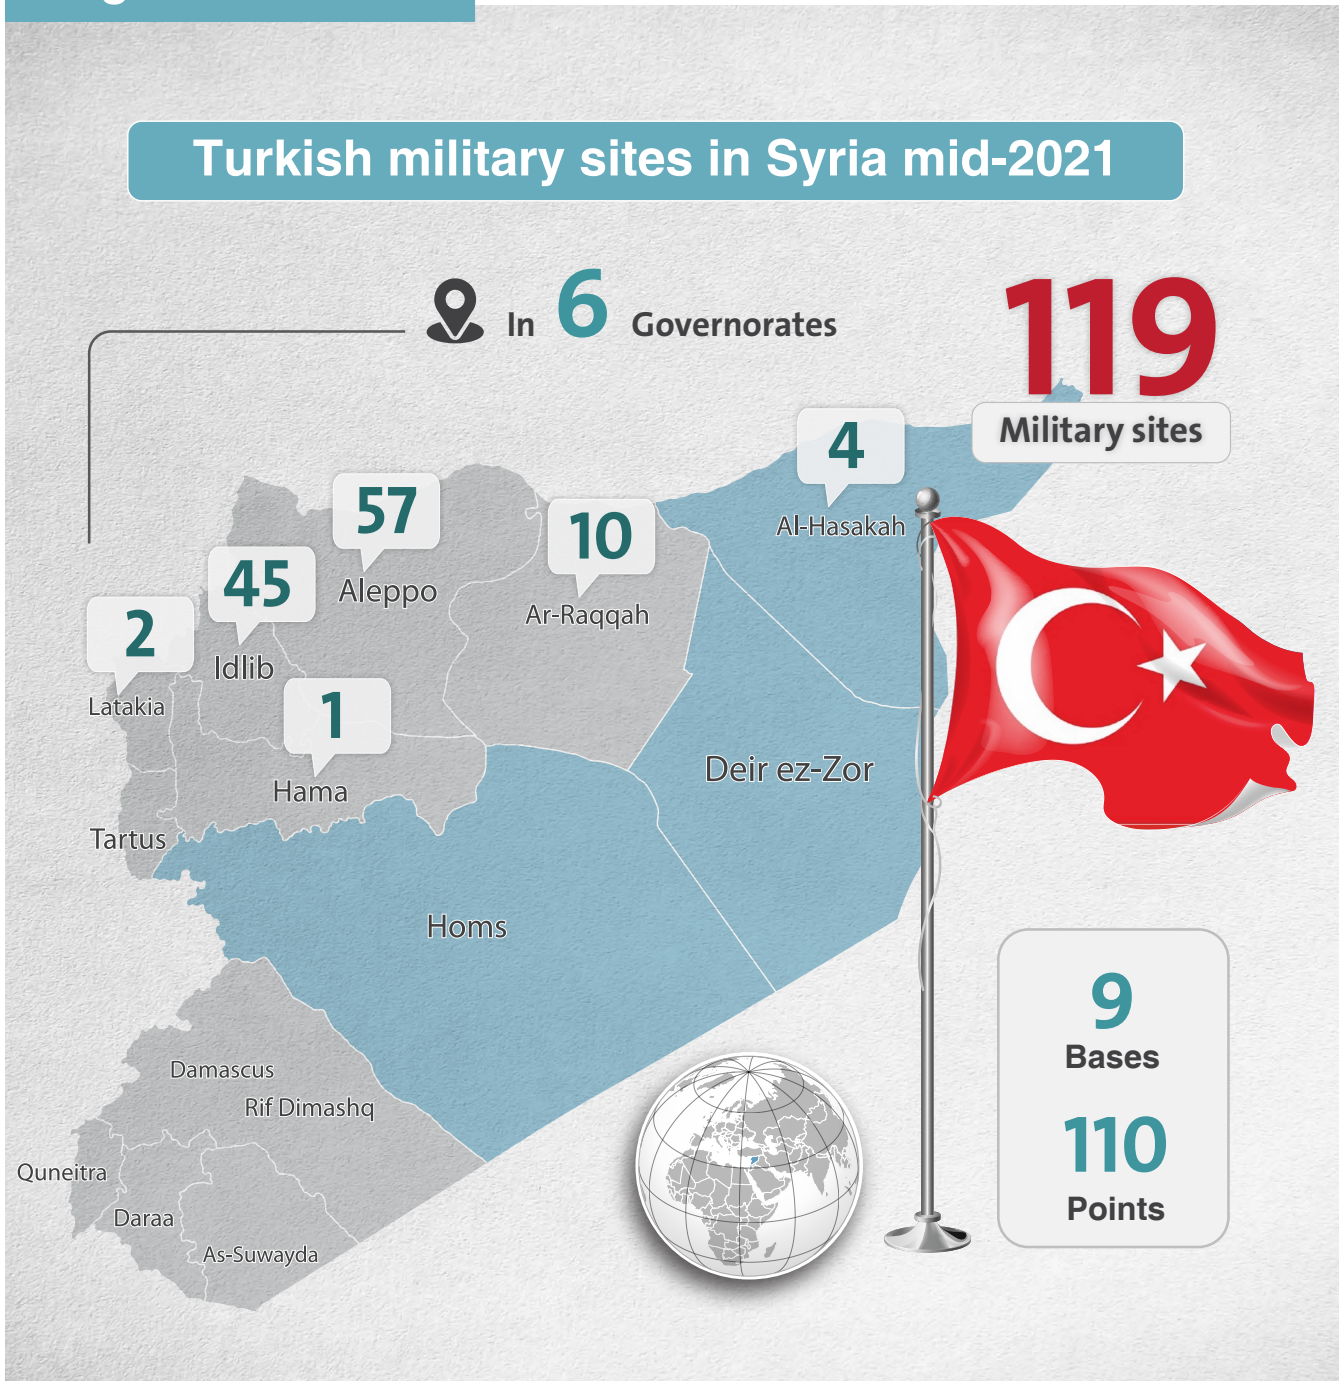 Turkish military sites in Syria mid-2021
In 6 Governorates
119
Military sites
4
Al-Hasakah
57
Aleppo
10
Ar-Raqqah
45
Idlib
2
Latakia
1
Hama
Deir ez-Zor
Tartus
Homs
9
Bases
110
Points
Damascus
Rif Dimashq
Quneitra
Daraa
As-Suwayda